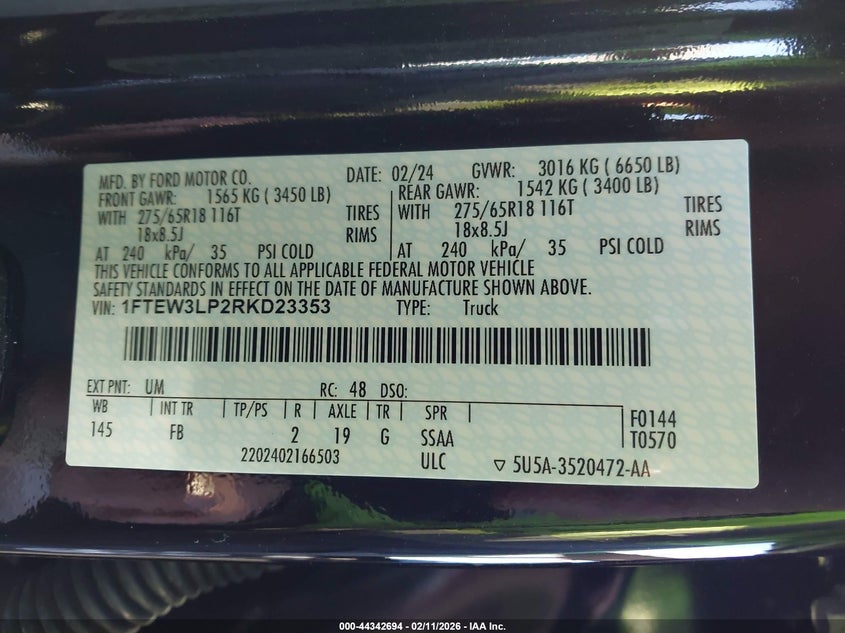 MFD. BY FORD MOTOR CO. DATE: 02/24 GVWR: 3016 KG ( 6650 LB)
FRONT GAWR: 1565 KG ( 3450 LB) REAR GAWR: 1542 KG ( 3400 LB)
WITH 275/65R18 116T TIRES WITH 275/65R18 116T TIRES
18x8.5J RIMS 18x8.5J RIMS
AT 240 kPa/ 35 PSI COLD AT 240 kPa/ 35 PSI COLD
THIS VEHICLE CONFORMS TO ALL APPLICABLE FEDERAL MOTOR VEHICLE
SAFETY STANDARDS IN EFFECT ON THE DATE OF MANUFACTURE SHOWN ABOVE.
VIN: 1FTEW3LP2RKD23353 TYPE: Truck
EXT PNT: UM RC: 48 DSO:
WB INT TR TP/PS R AXLE TR SPR F0144
145 FB 2 19 G SSAA T0570
2202402166503 ULC ▽ 5U5A-3520472-AA
000-44342694 - 02/11/2026 - IAA Inc.